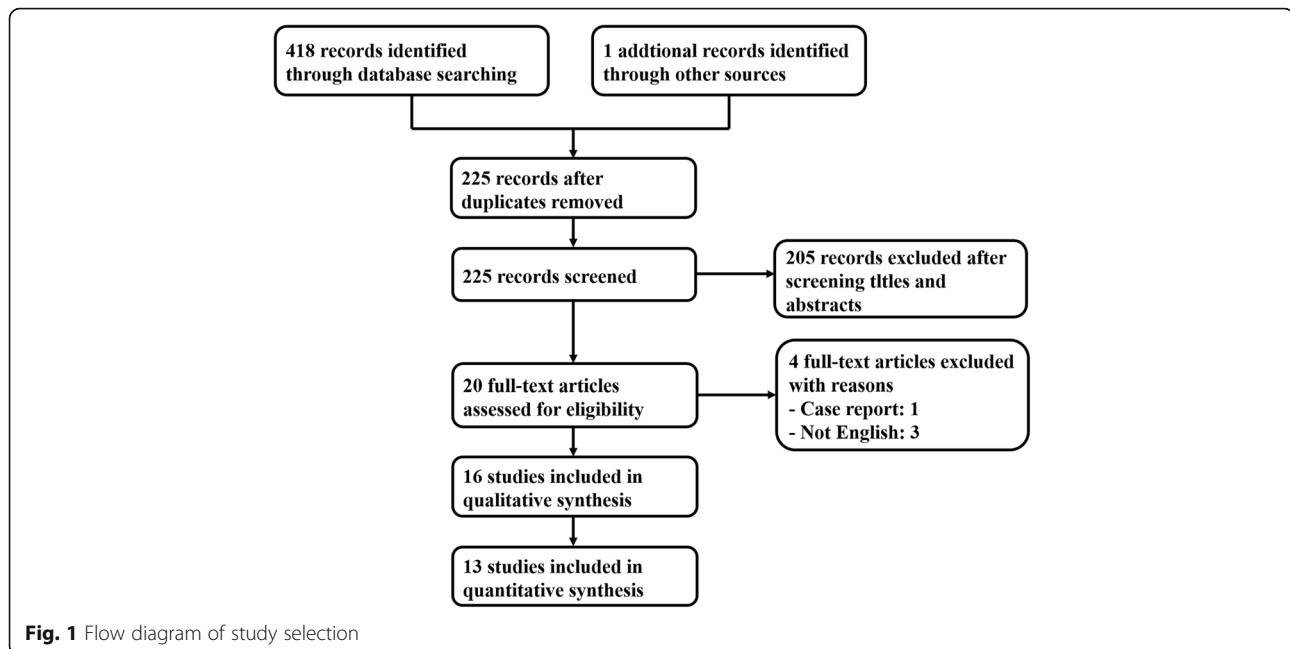 418 records identified
through database searching
1 addtional records identified
through other sources
225 records after
duplicates removed
225 records screened
205 records excluded after
screening tltles and
abstracts
20 full-text articles
assessed for eligibility
4 full-text articles excluded
with reasons
- Case report: 1
- Not English: 3
16 studies included in
qualitative synthesis
13 studies included in
quantitative synthesis
Fig. 1 Flow diagram of study selection